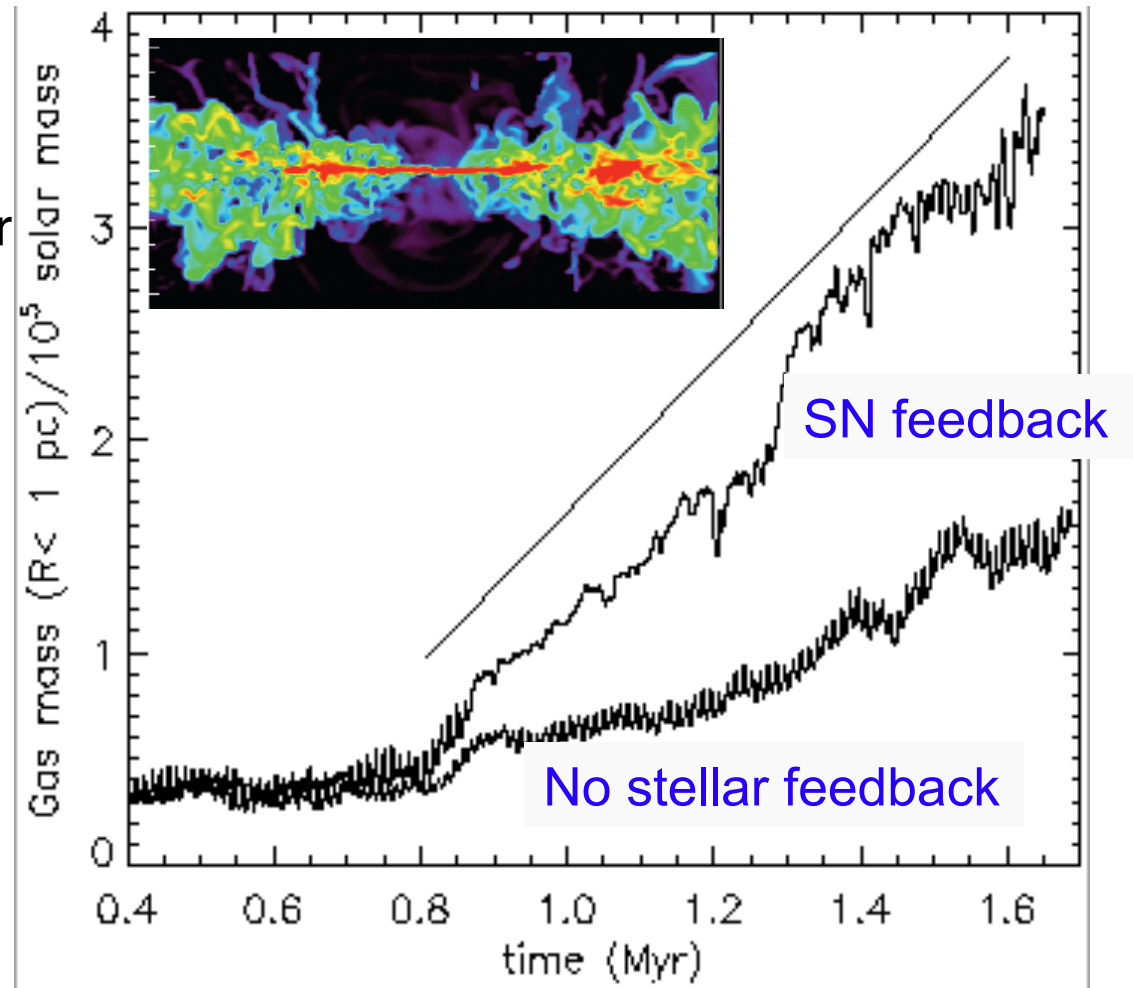 4
3
2
1
0
r
Gas mass (R< 1 pc)/10⁵ solar mass
SN feedback
No stellar feedback
0.4 0.6 0.8 1.0 1.2 1.4 1.6
time (Myr)